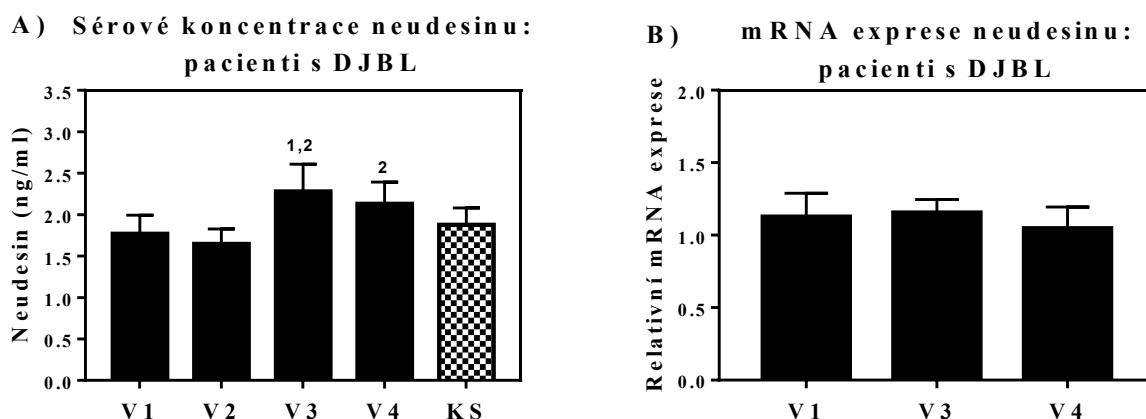 A) Sérové koncentrace neudesinu:
pacienti s DJBL
Neudesin (ng/ml)
3.5
3.0
2.5
2.0
1.5
1.0
0.5
0.0
1,2
2
V1 V2 V3 V4 KS
B) mRNA exprese neudesinu:
pacienti s DJBL
Relativní mRNA exprese
2.0
1.5
1.0
0.5
0.0
V1 V3 V4